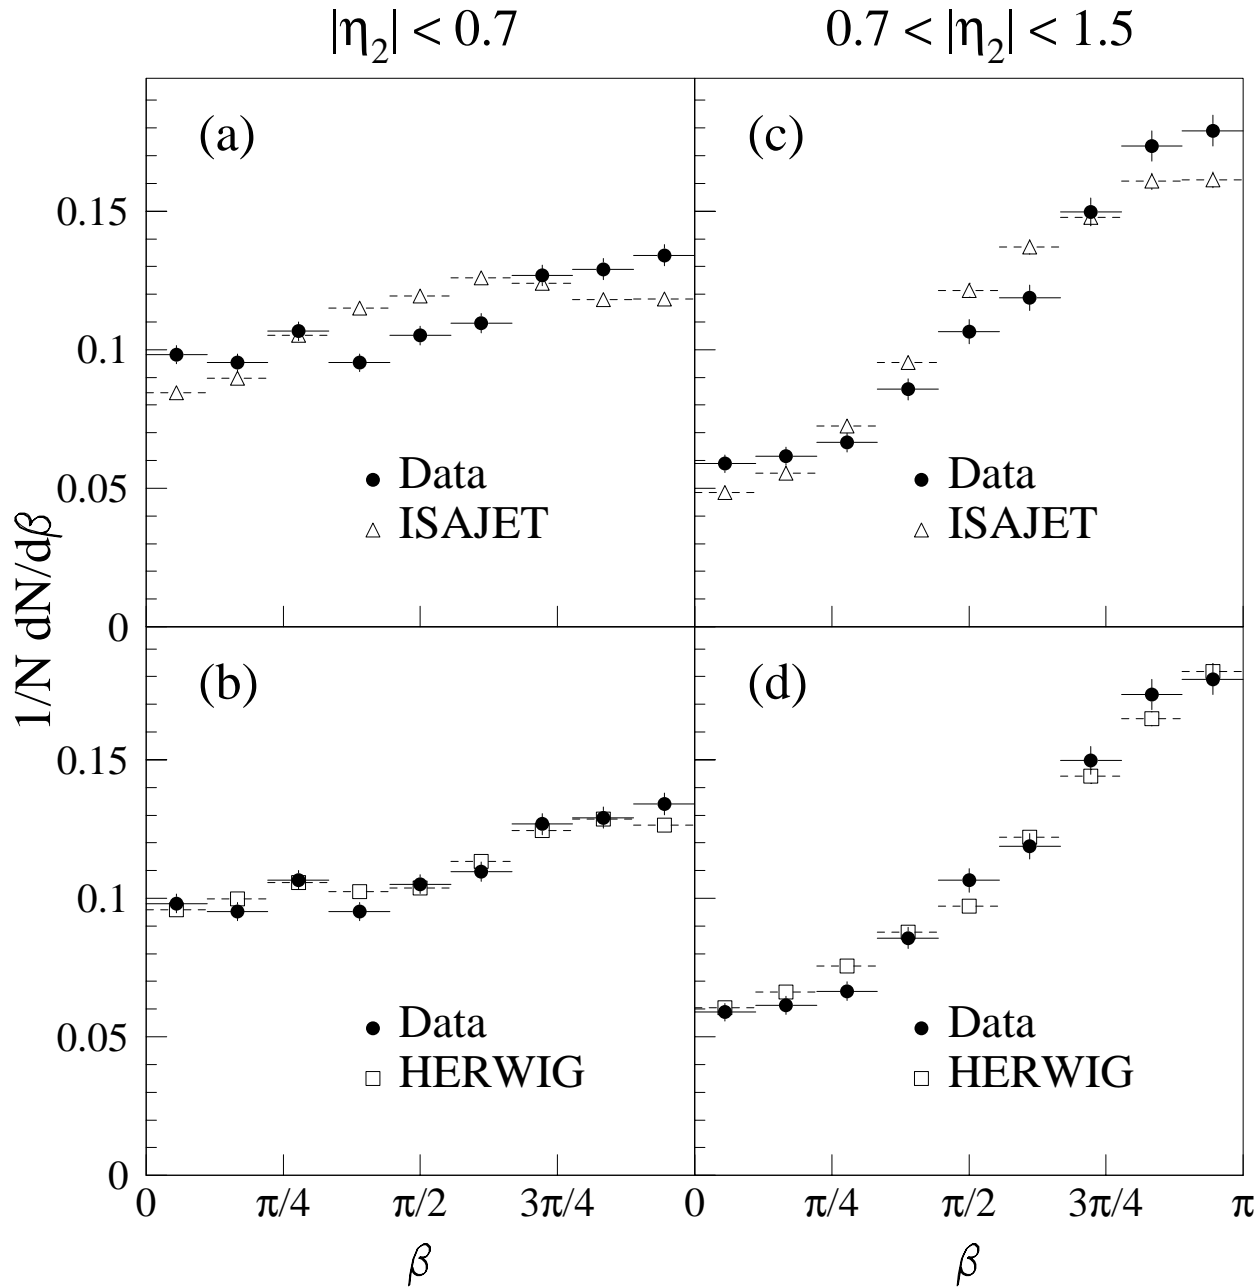 |η₂| < 0.7
0.7 < |η₂| < 1.5
1/N dN/dβ
(a)
0.15
0.1
0.05
0
Data
ISAJET
(c)
Data
ISAJET
(b)
0.15
0.1
0.05
0
Data
HERWIG
(d)
Data
HERWIG
0 π/4 π/2 3π/4 0 π/4 π/2 3π/4 π
β β